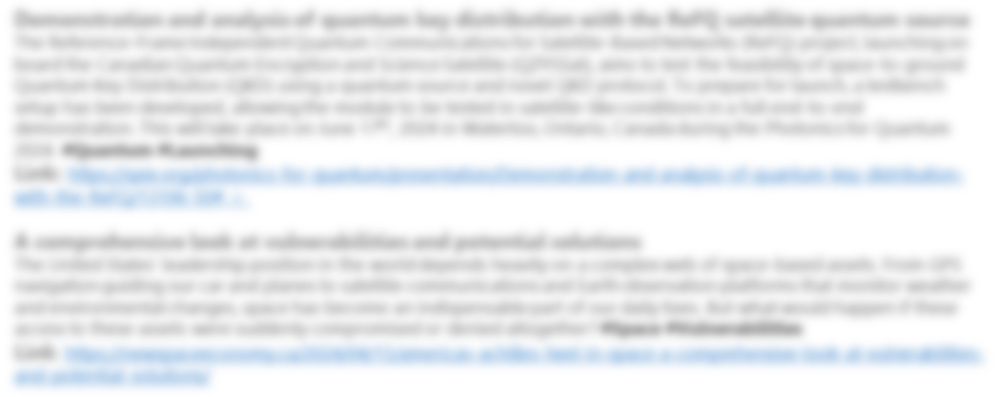 Demonstration and analysis of quantum key distribution with the ReFQ satellite quantum source
The Reference-Frame Independent Quantum Communications for Satellite-Based Networks (ReFQ) project, launching on
board the Canadian Quantum Encryption and Science Satellite (QEYSSat), aims to test the feasibility of space-to-ground
Quantum Key Distribution (QKD) using a quantum source and novel QKD protocol. To prepare for launch, a testbench
setup has been developed, allowing the module to be tested in satellite-like conditions in a full end-to-end
demonstration. This will take place on June 17th, 2024 in Waterloo, Ontario, Canada during the Photonics for Quantum
2024. #Quantum #Launching
Link: https://spie.org/photonics-for-quantum/presentation/Demonstration-and-analysis-of-quantum-key-distribution-
with-the-ReFQ/
A comprehensive look at vulnerabilities and potential solutions
The United States' leadership position in the world depends heavily on a complex web of space-based assets. From GPS
navigation guiding our car and planes to satellite communications and Earth observation platforms that monitor weather
and environmental changes, space has become an indispensable part of our daily lives. But what would happen if these
access to these assets were suddenly compromised or denied altogether? #Space #Vulnerabilities
Link: https://newspaceeconomy.ca/2024/04/15/americas-achilles-heel-in-space-a-comprehensive-look-at-vulnerabilities-
and-potential-solutions/